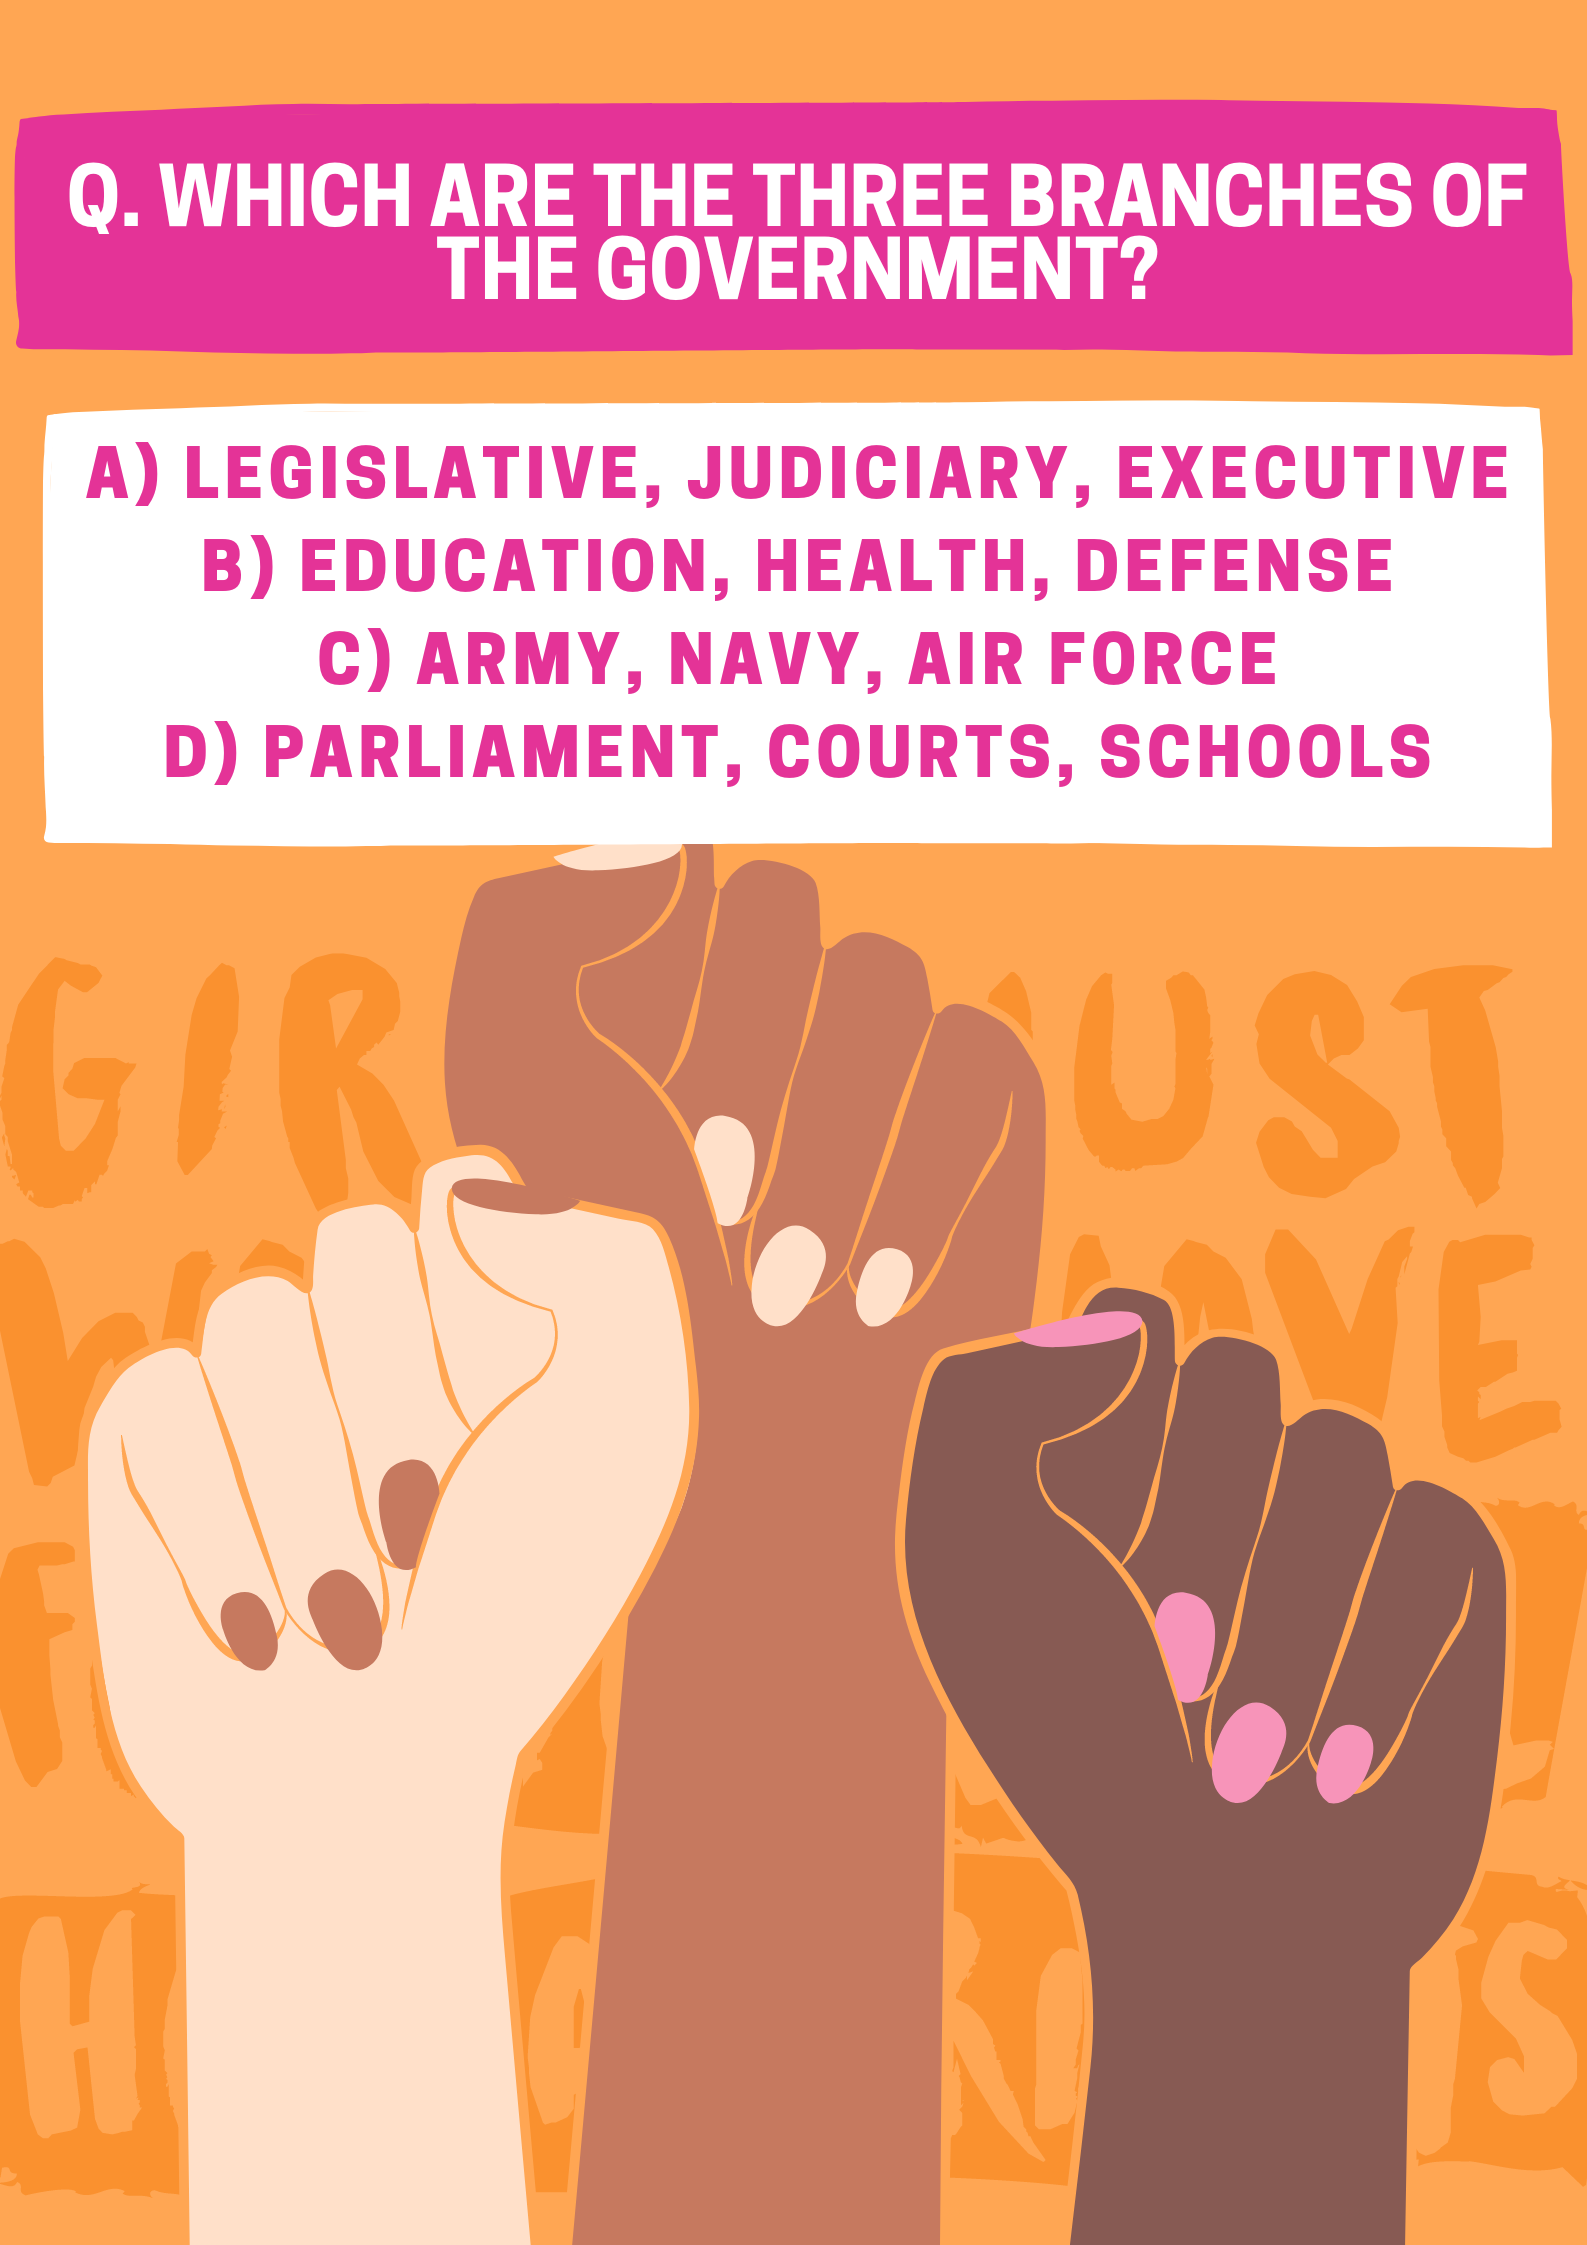 Q. WHICH ARE THE THREE BRANCHES OF
THE GOVERNMENT?
A) LEGISLATIVE, JUDICIARY, EXECUTIVE
B) EDUCATION, HEALTH, DEFENSE
C) ARMY, NAVY, AIR FORCE
D) PARLIAMENT, COURTS, SCHOOLS